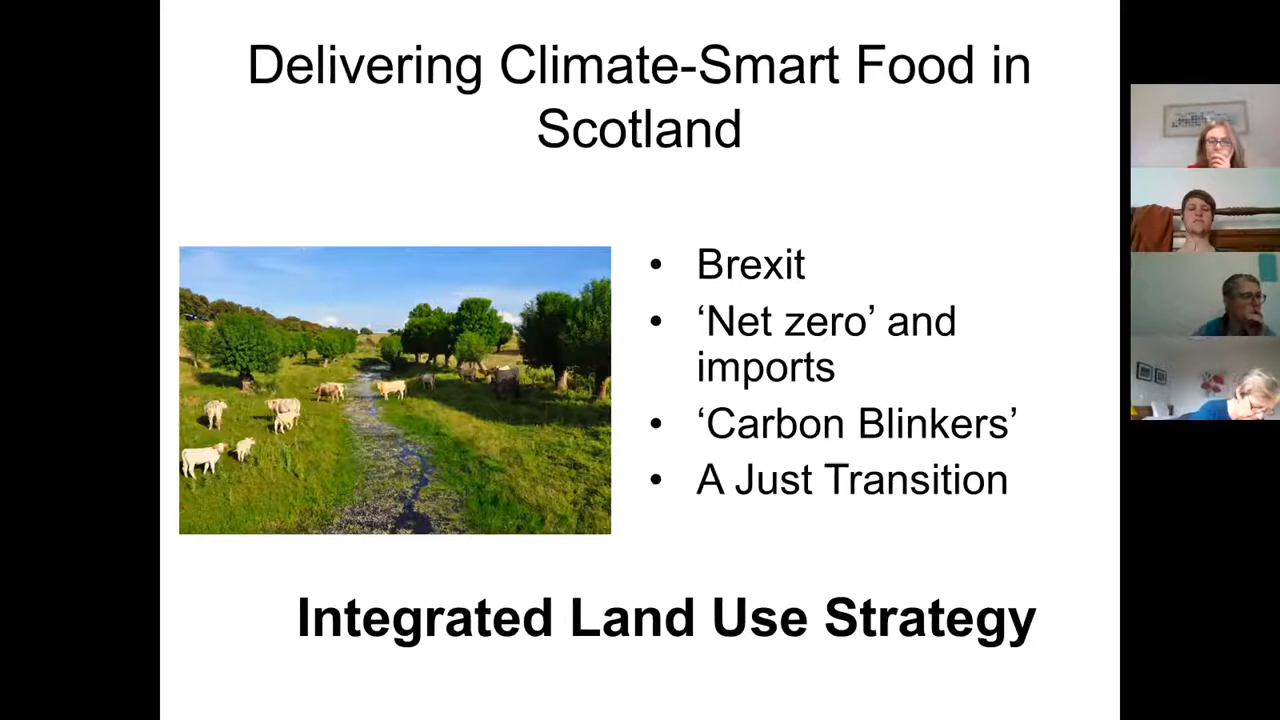 Delivering Climate-Smart Food in
Scotland
• Brexit
• ‘Net zero’ and
imports
• ‘Carbon Blinkers’
• A Just Transition
Integrated Land Use Strategy